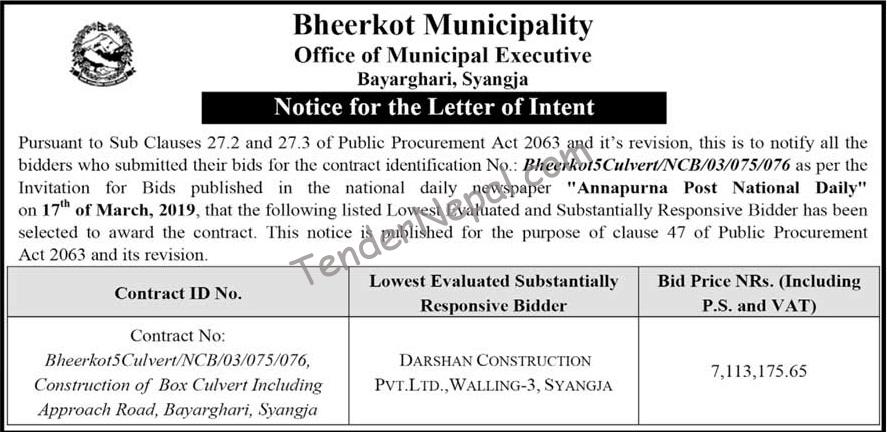 Bheerkot Municipality
Office of Municipal Executive
Bayarghari, Syangja
Notice for the Letter of Intent
Pursuant to Sub Clauses 27.2 and 27.3 of Public Procurement Act 2063 and it's revision, this is to notify all the
bidders who submitted their bids for the contract identification No.: Bheerkot5Culvert/NCB/03/075/076 as per the
Invitation for Bids published in the national daily newspaper "Annapurna Post National Daily"
on 17th of March, 2019, that the following listed Lowest Evaluated and Substantially Responsive Bidder has been
selected to award the contract. This notice is published for the purpose of clause 47 of Public Procurement
Act 2063 and its revision.
TenderNepal.com
Contract ID No.
Lowest Evaluated Substantially
Responsive Bidder
Bid Price NRs. (Including
P.S. and VAT)
Contract No:
Bheerkot5Culvert/NCB/03/075/076,
Construction of Box Culvert Including
Approach Road, Bayarghari, Syangja
DARSHAN CONSTRUCTION
PVT.LTD.,WALLING-3, SYANGJA
7,113,175.65